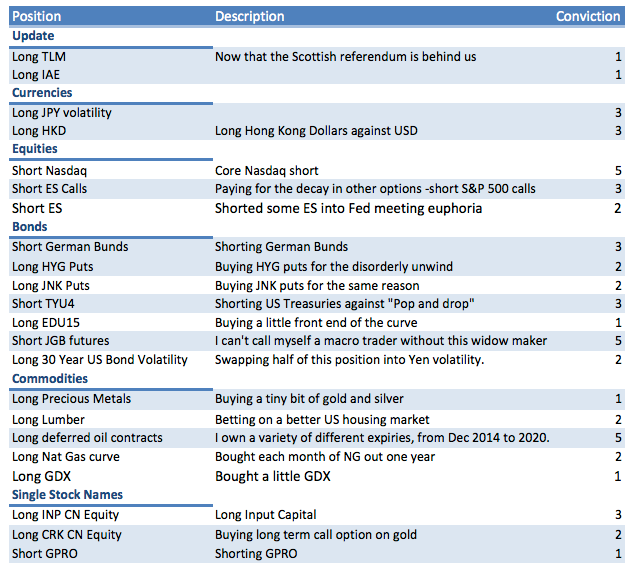 Position Description Conviction
Update
Long TLM Now that the Scottish referendum is behind us 1
Long IAE 1
Currencies
Long JPY volatility 3
Long HKD Long Hong Kong Dollars against USD 3
Equities
Short Nasdaq Core Nasdaq short 5
Short ES Calls Paying for the decay in other options -short S&P 500 calls 3
Short ES Shorted some ES into Fed meeting euphoria 2
Bonds
Short German Bunds Shorting German Bunds 3
Long HYG Puts Buying HYG puts for the disorderly unwind 2
Long JNK Puts Buying JNK puts for the same reason 2
Short TYU4 Shorting US Treasuries against "Pop and drop" 3
Long EDU15 Buying a little front end of the curve 1
Short JGB futures I can't call myself a macro trader without this widow maker 5
Long 30 Year US Bond Volatility Swapping half of this position into Yen volatility. 2
Commodities
Long Precious Metals Buying a tiny bit of gold and silver 1
Long Lumber Betting on a better US housing market 2
Long deferred oil contracts I own a variety of different expiries, from Dec 2014 to 2020. 5
Long Nat Gas curve Bought each month of NG out one year 2
Long GDX Bought a little GDX 1
Single Stock Names
Long INP CN Equity Long Input Capital 3
Long CRK CN Equity Buying long term call option on gold 2
Short GPRO Shorting GPRO 1